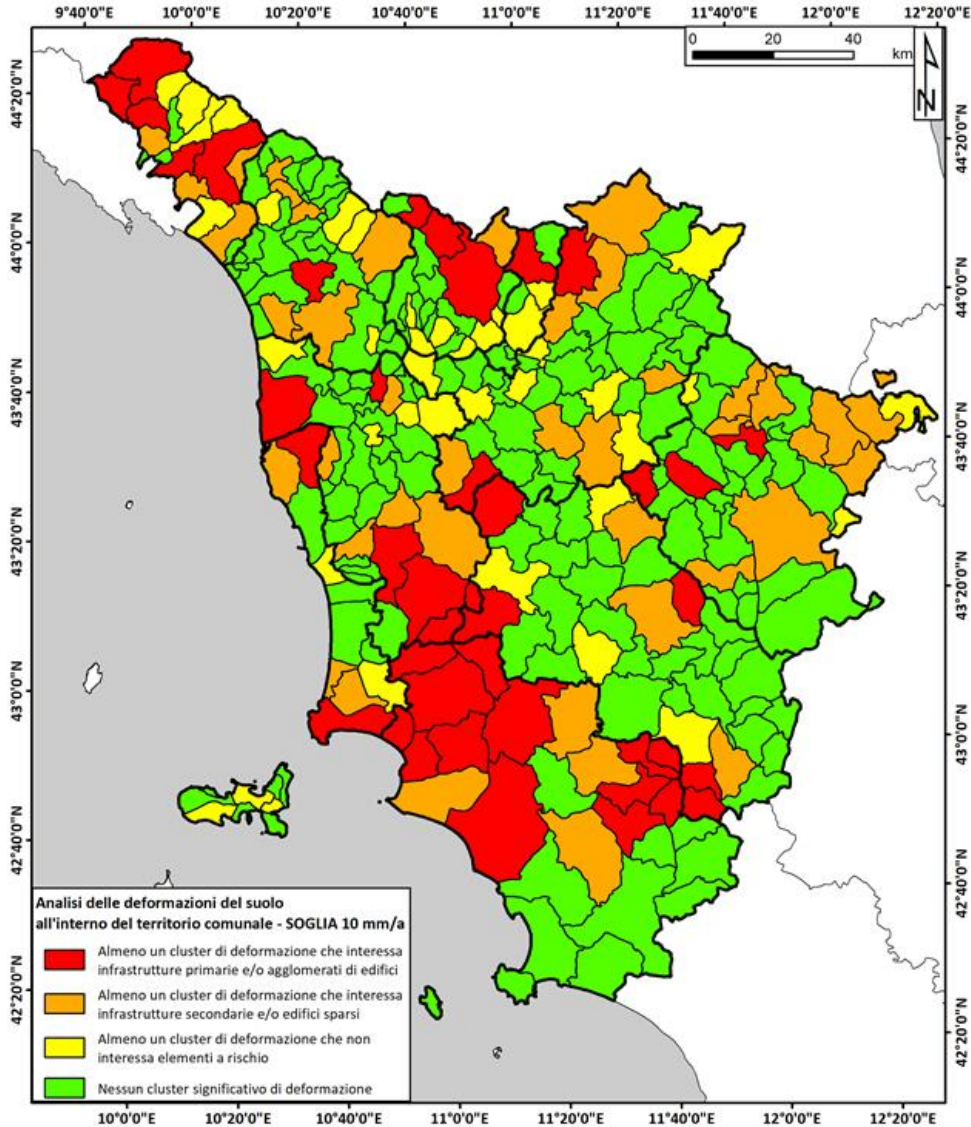 9°40'0"E 10°0'0"E 10°20'0"E 10°40'0"E 11°0'0"E 11°20'0"E 11°40'0"E 12°0'0"E 12°20'0"E
0 20 40
km
N
44°20'0"N
44°0'0"N
43°40'0"N
43°20'0"N
43°0'0"N
42°40'0"N
42°20'0"N
44°20'0"N
44°0'0"N
43°40'0"N
43°20'0"N
43°0'0"N
42°40'0"N
42°20'0"N
Analisi delle deformazioni del suolo
all'interno del territorio comunale - SOGLIA 10 mm/a
Almeno un cluster di deformazione che interessa
infrastrutture primarie e/o agglomerati di edifici
Almeno un cluster di deformazione che interessa
infrastrutture secondarie e/o edifici sparsi
Almeno un cluster di deformazione che non
interessa elementi a rischio
Nessun cluster significativo di deformazione
10°0'0"E 10°20'0"E 10°40'0"E 11°0'0"E 11°20'0"E 11°40'0"E 12°0'0"E 12°20'0"E